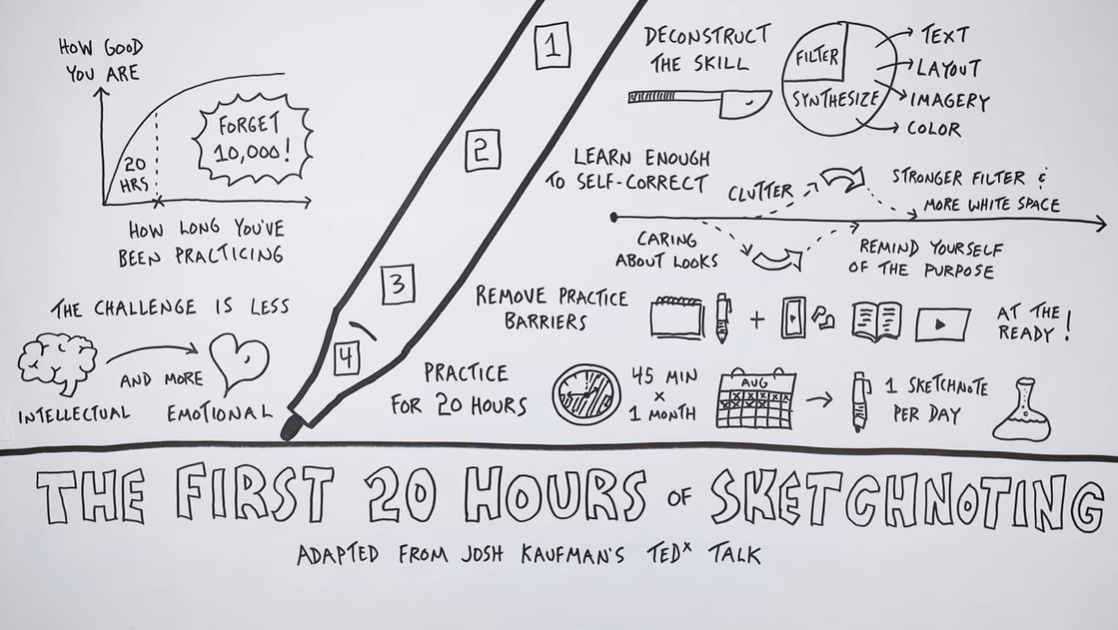 HOW GOOD
YOU ARE
20
HRS
FORGET
10,000!
HOW LONG YOU'VE
BEEN PRACTICING
THE CHALLENGE IS LESS
INTELLECTUAL
AND MORE
EMOTIONAL
1
DECONSTRUCT
THE SKILL
FILTER
SYNTHESIZE
TEXT
LAYOUT
IMAGERY
COLOR
2
LEARN ENOUGH
TO SELF-CORRECT
CLUTTER
STRONGER FILTER &
MORE WHITE SPACE
CARING
ABOUT LOOKS
REMIND YOURSELF
OF THE PURPOSE
3
REMOVE PRACTICE
BARRIERS
+
AT THE
READY!
4
PRACTICE
FOR 20 HOURS
45 MIN
x
1 MONTH
AUG
1 SKETCHNOTE
PER DAY
THE FIRST 20 HOURS OF SKETCHNOTING
ADAPTED FROM JOSH KAUFMAN'S TEDx TALK